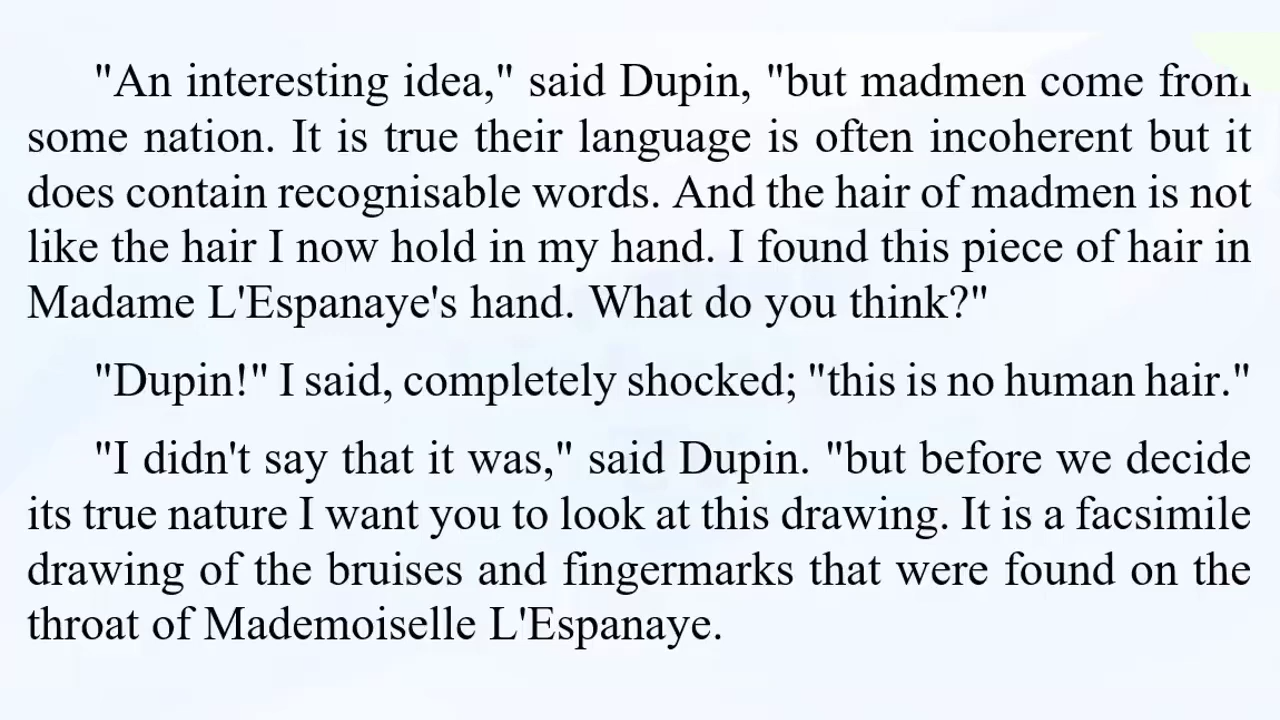 "An interesting idea," said Dupin, "but madmen come from
some nation. It is true their language is often incoherent but it
does contain recognisable words. And the hair of madmen is not
like the hair I now hold in my hand. I found this piece of hair in
Madame L'Espanaye's hand. What do you think?"
"Dupin!" I said, completely shocked; "this is no human hair."
"I didn't say that it was," said Dupin. "but before we decide
its true nature I want you to look at this drawing. It is a facsimile
drawing of the bruises and fingermarks that were found on the
throat of Mademoiselle L'Espanaye.